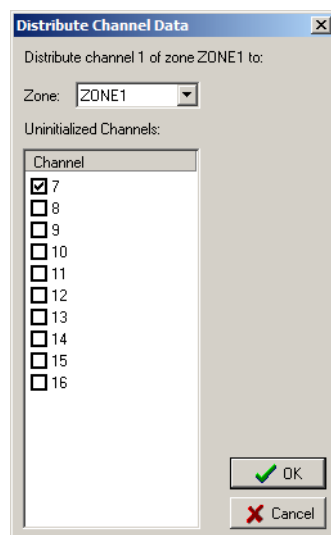 Distribute Channel Data
Distribute channel 1 of zone ZONE1 to:
Zone: ZONE1
Uninitialized Channels:
Channel
7
8
9
10
11
12
13
14
15
16
OK
Cancel